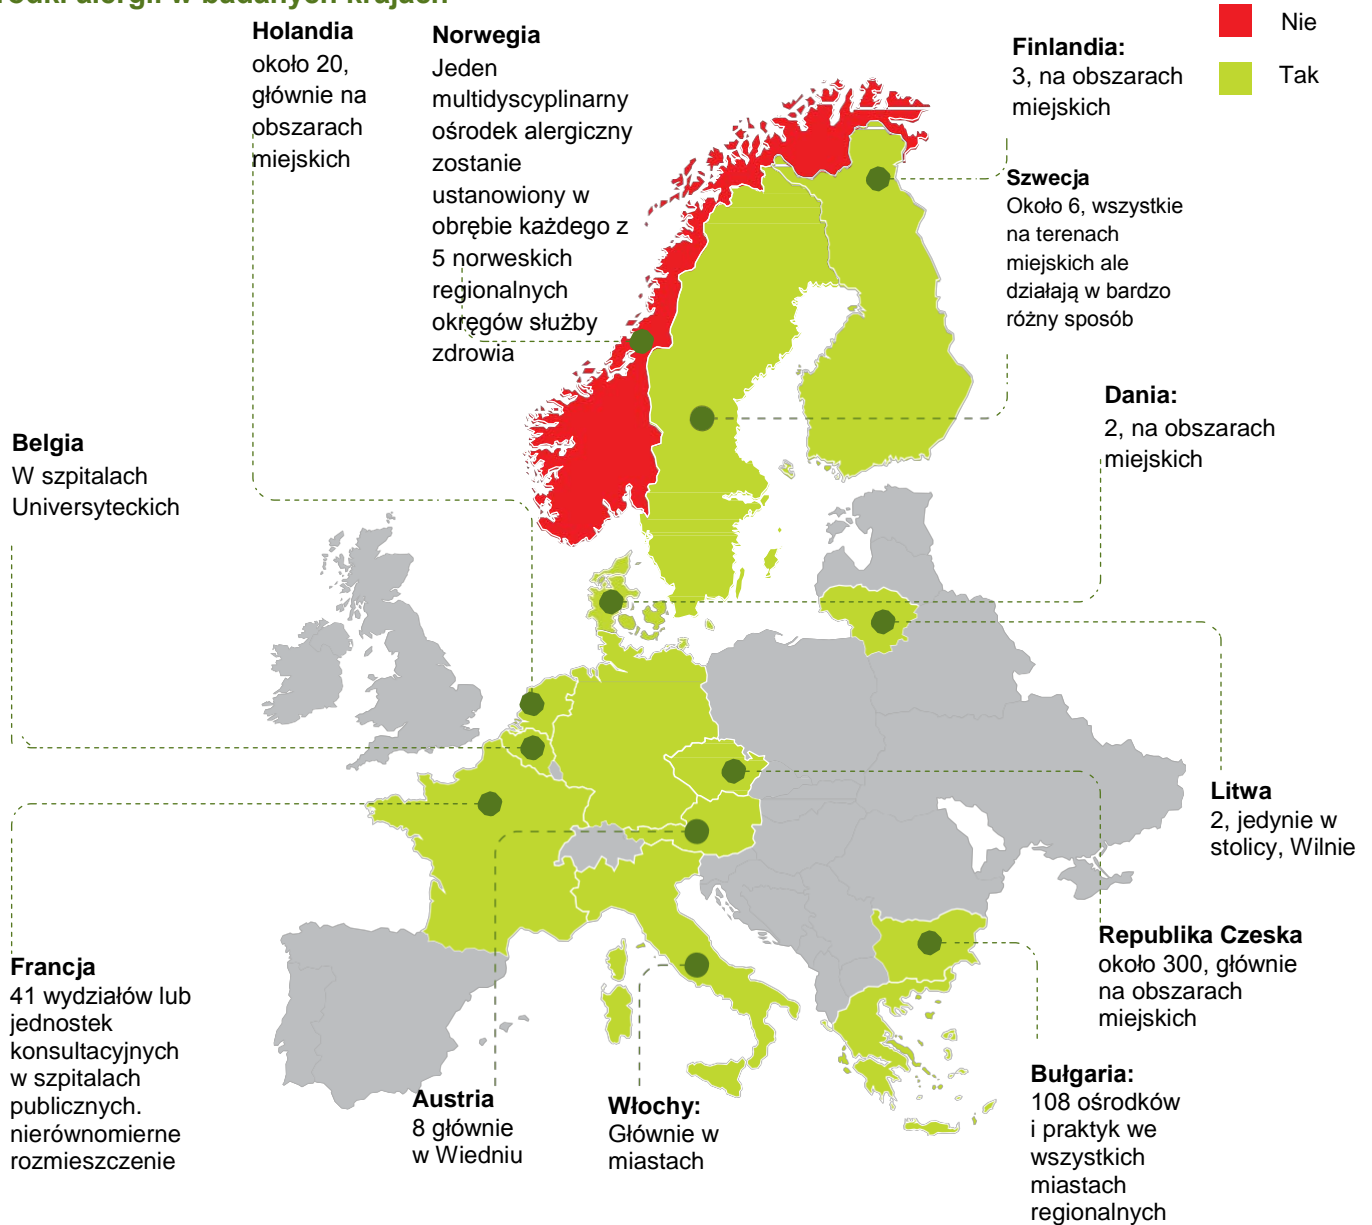 alergii w badanych krajach
Nie
Tak
Holandia
około 20,
głównie na
obszarach
miejskich
Norwegia
Jeden
multidyscyplinarny
ośrodek alergiczny
zostanie
ustanowiony w
obrębie każdego z
5 norweskich
regionalnych
okręgów służby
zdrowia
Finlandia:
3, na obszarach
miejskich
Szwecja
Około 6, wszystkie
na terenach
miejskich ale
działają w bardzo
różny sposób
Dania:
2, na obszarach
miejskich
Belgia
W szpitalach
Universyteckich
Litwa
2, jedynie w
stolicy, Wilnie
Republika Czeska
około 300, głównie
na obszarach
miejskich
Francja
41 wydziałów lub
jednostek
konsultacyjnych
w szpitalach
publicznych.
nierównomierne
rozmieszczenie
Austria
8 głównie
w Wiedniu
Włochy:
Głównie w
miastach
Bułgaria:
108 ośrodków
i praktyk we
wszystkich
miastach
regionalnych